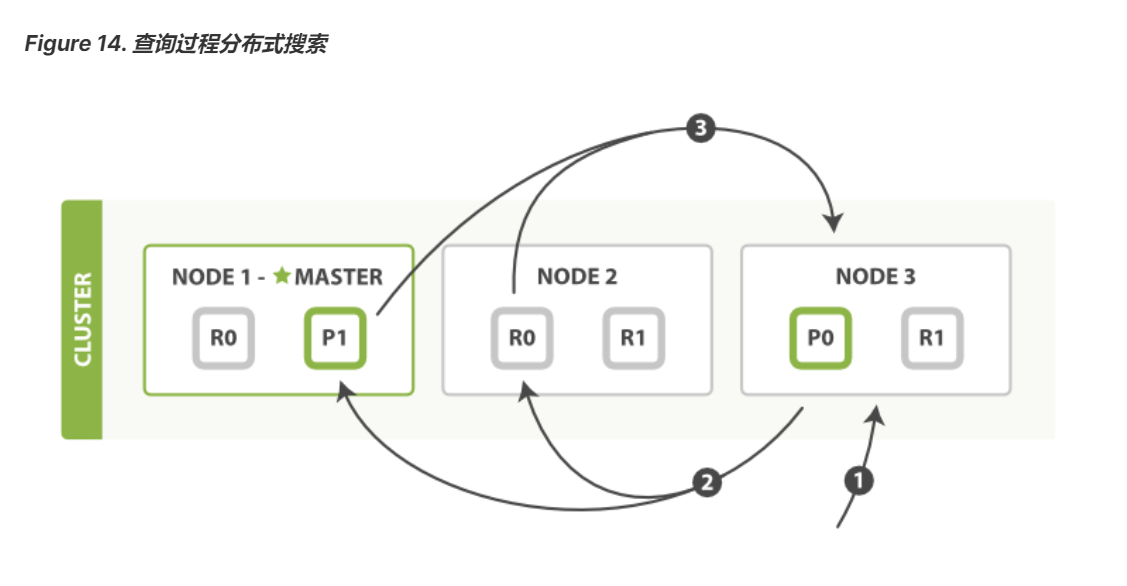 Figure 14. 查询过程分布式搜索
3
CLUSTER
NODE 1 - ★ MASTER
R0
P1
NODE 2
R0
R1
NODE 3
P0
R1
2
1